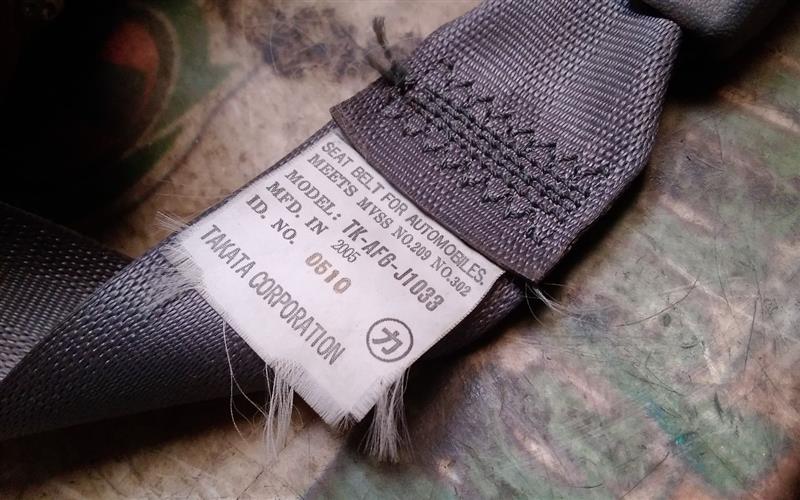 SEAT BELT FOR AUTOMOBILES.
MEETS MVSS NO.209 NO.302
MODEL: TK-AF6-J1033
MFD. IN 2005
ID. NO. 0510
TAKATA CORPORATION
カ